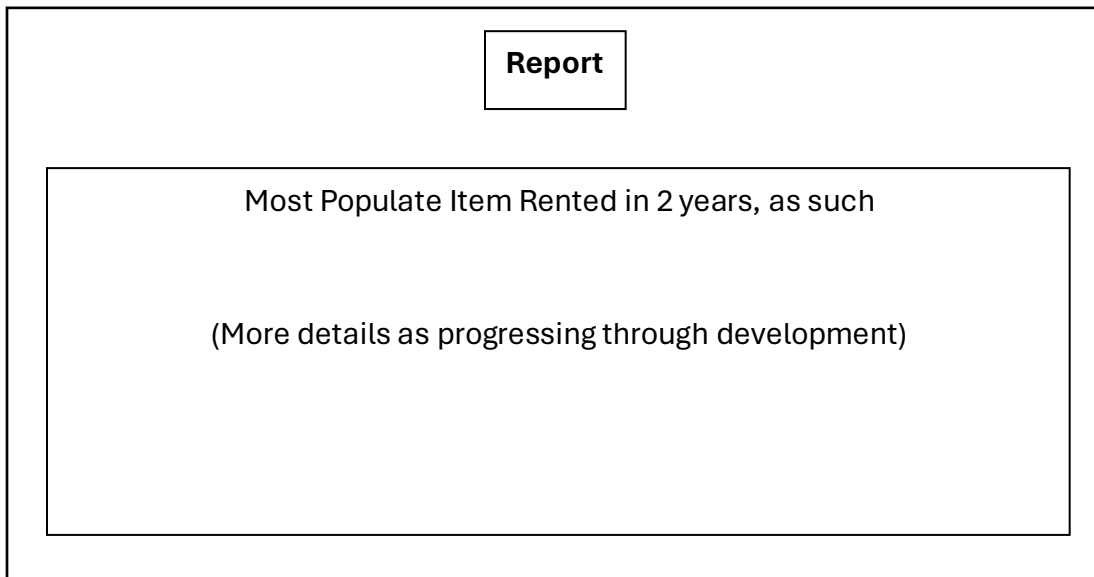 Report
Most Populate Item Rented in 2 years, as such
(More details as progressing through development)